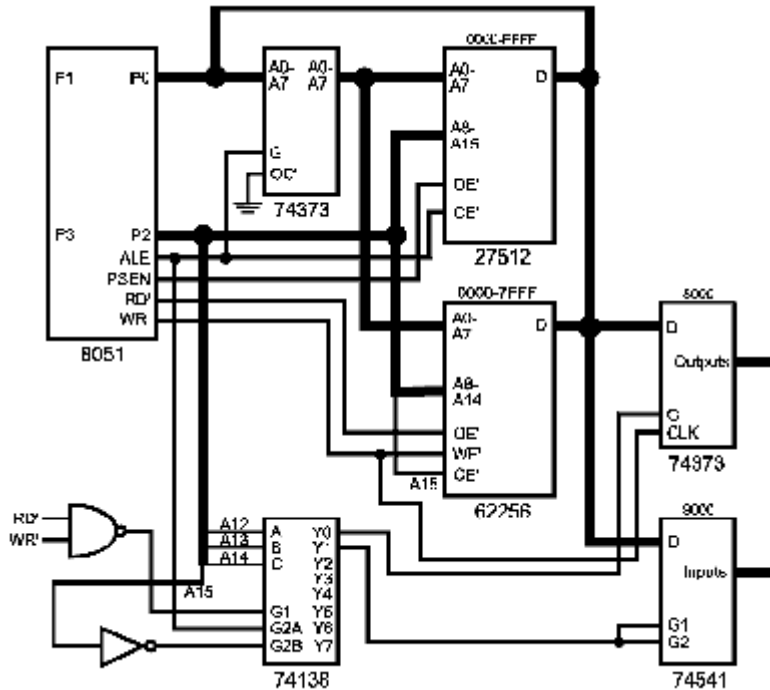 P1
P0
P3
P2
ALE
PSEN
RD'
WR
8051
A0-
A7
A0-
A7
G
OC'
74373
0000-FFFF
A0-
A7
D
A8-
A15
OE'
CE'
27512
0000-7FFF
A0-
A7
D
A8-
A14
OE'
WE'
CE'
A15
62256
8000
D
Outputs
G
CLK
74373
RD'
WR'
A12
A13
A14
A15
A
B
C
G1
G2A
G2B
Y0
Y1
Y2
Y3
Y4
Y5
Y6
Y7
74138
9000
D
Inputs
G1
G2
74541